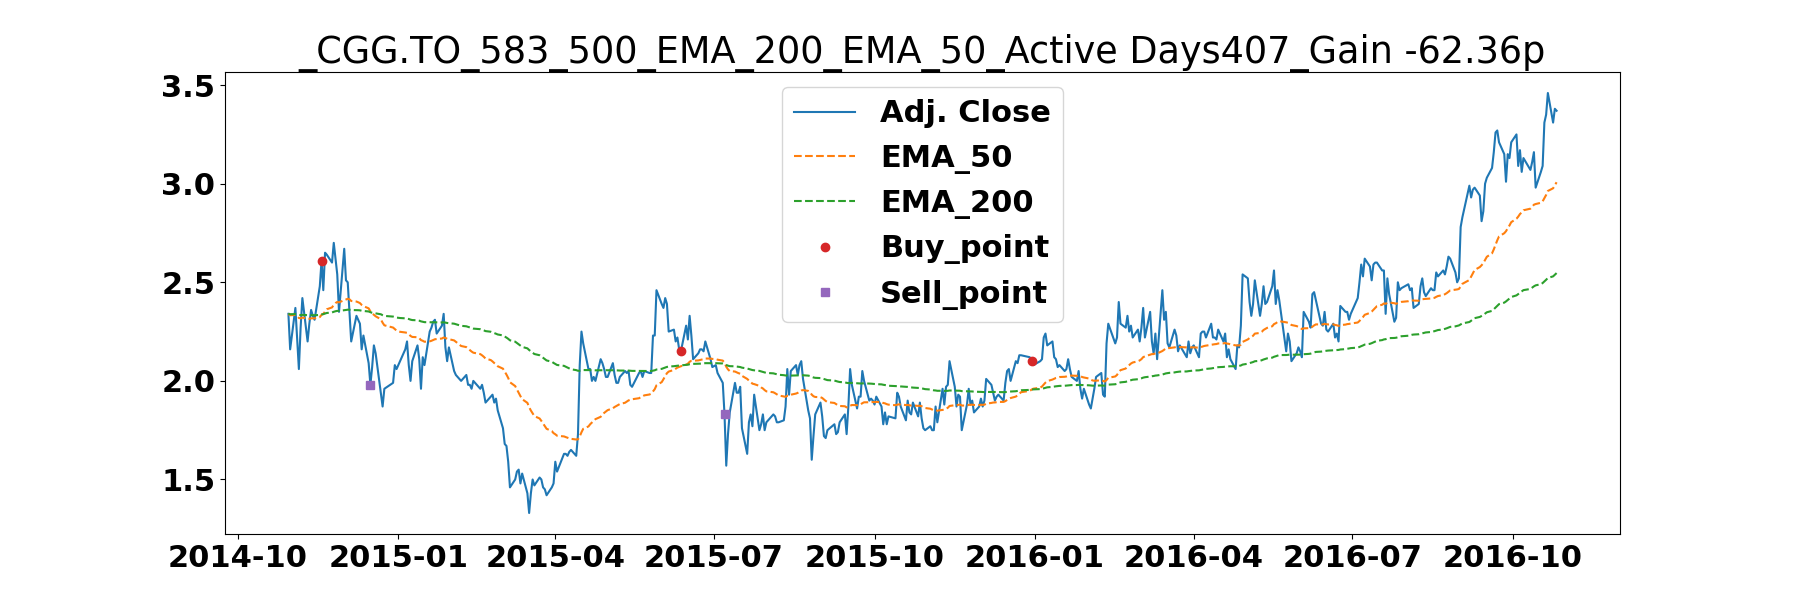 _CGG.TO_583_500_EMA_200_EMA_50_Active Days407_Gain -62.36p
3.5
3.0
2.5
2.0
1.5
Adj. Close
EMA_50
EMA_200
Buy_point
Sell_point
2014-10 2015-01 2015-04 2015-07 2015-10 2016-01 2016-04 2016-07 2016-10